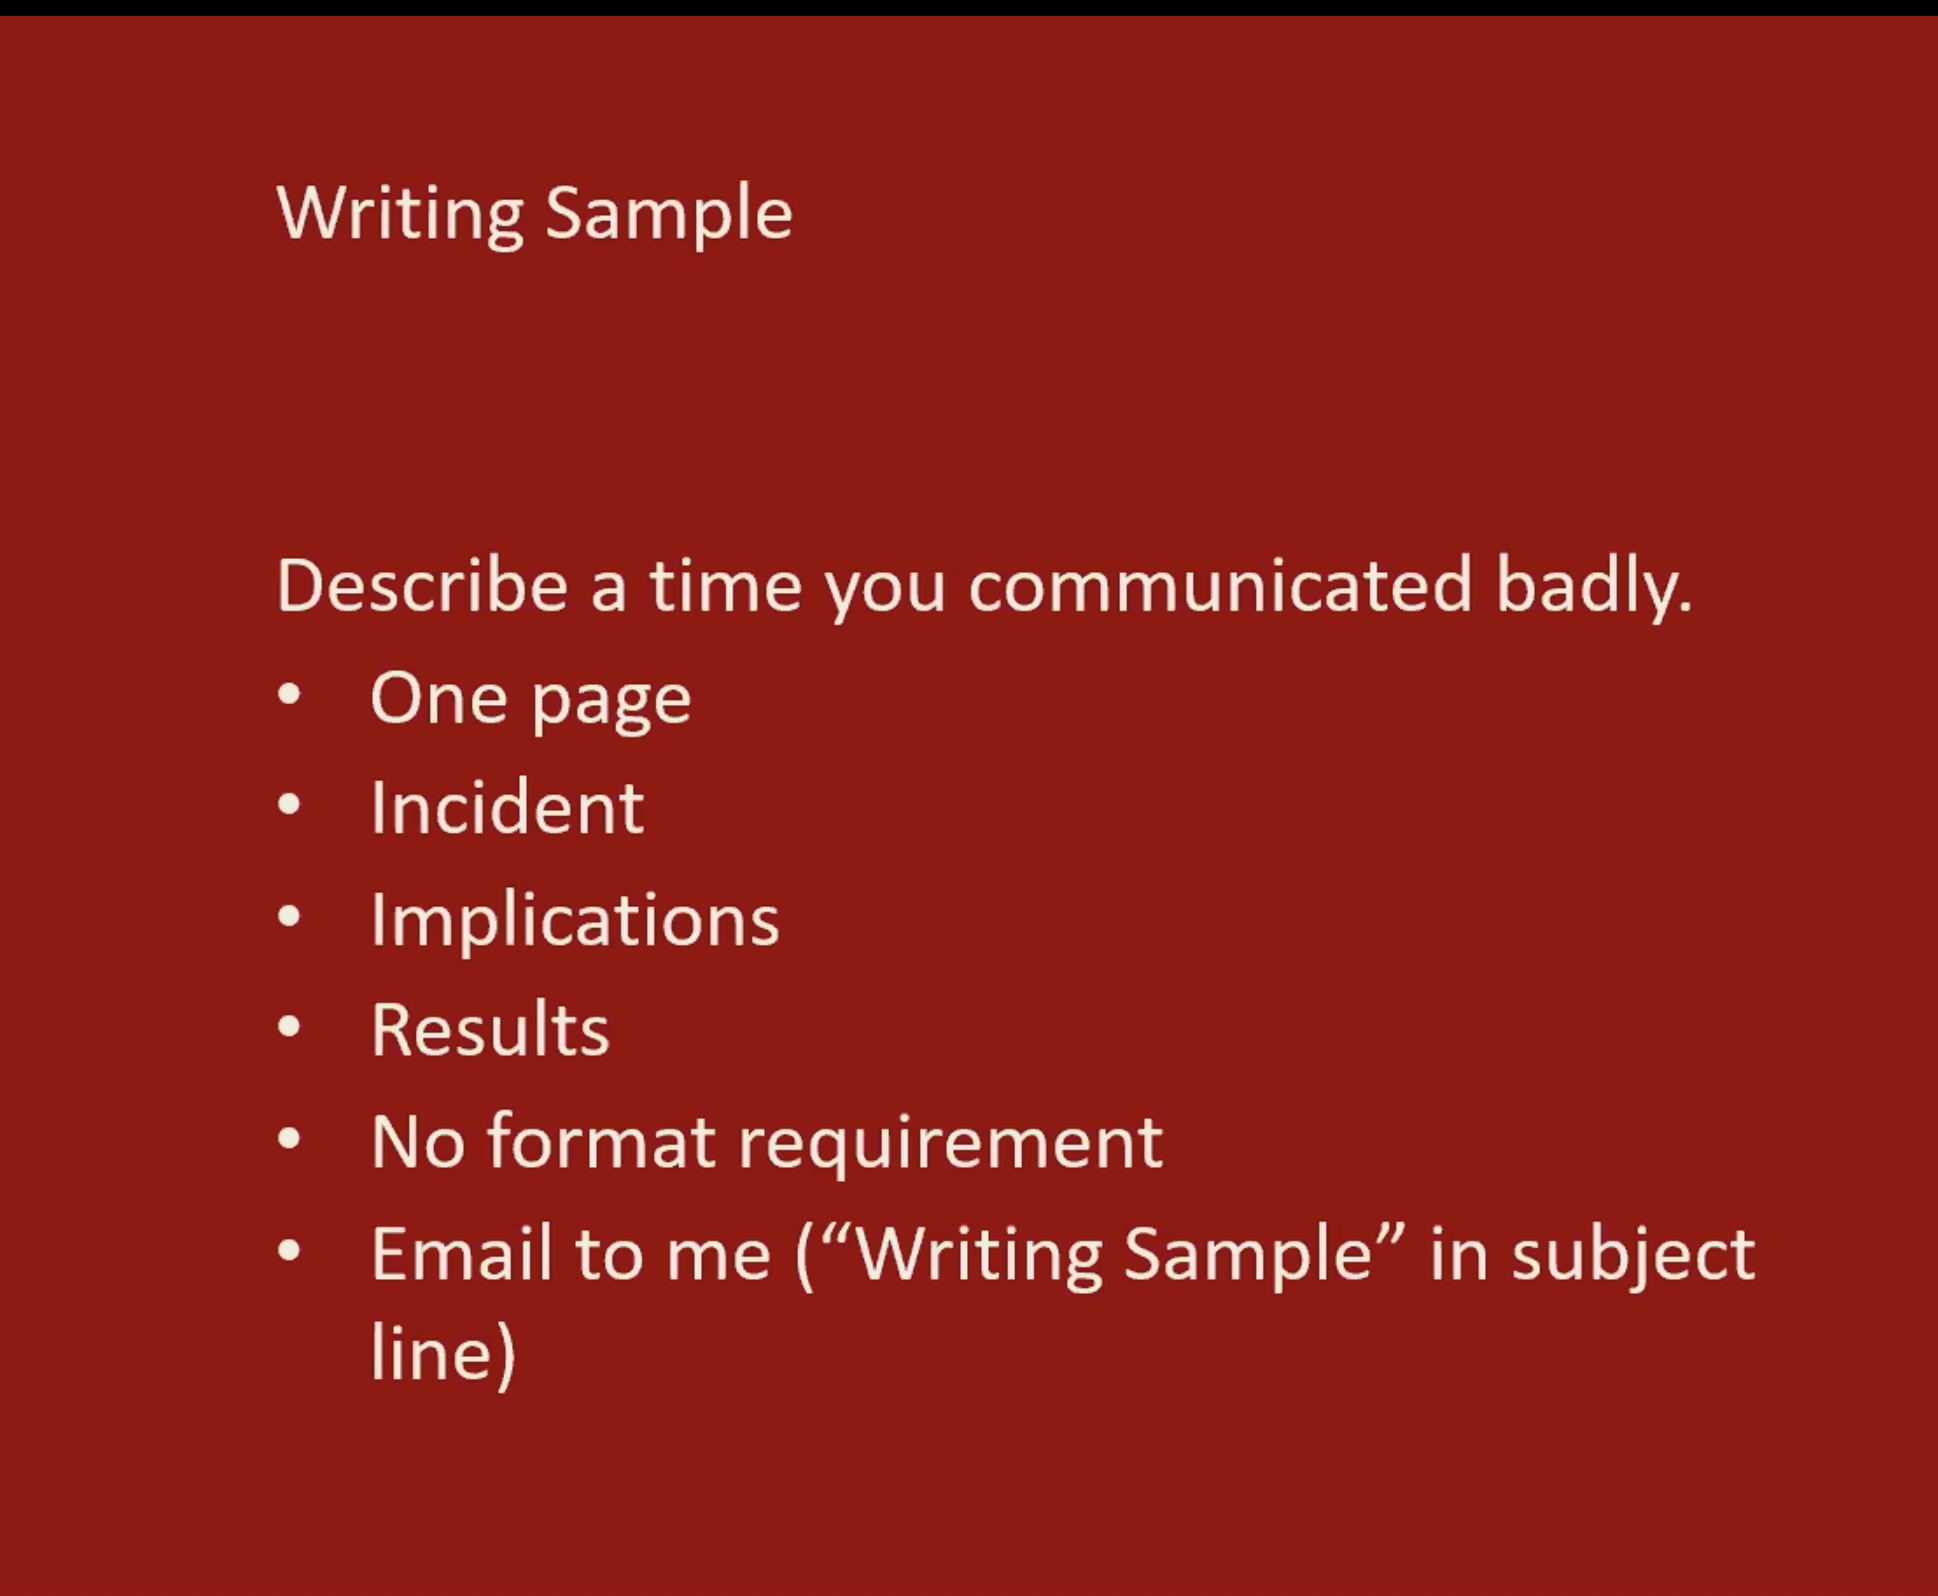 Writing Sample
Describe a time you communicated badly.
• One page
• Incident
• Implications
• Results
• No format requirement
• Email to me (“Writing Sample” in subject
line)